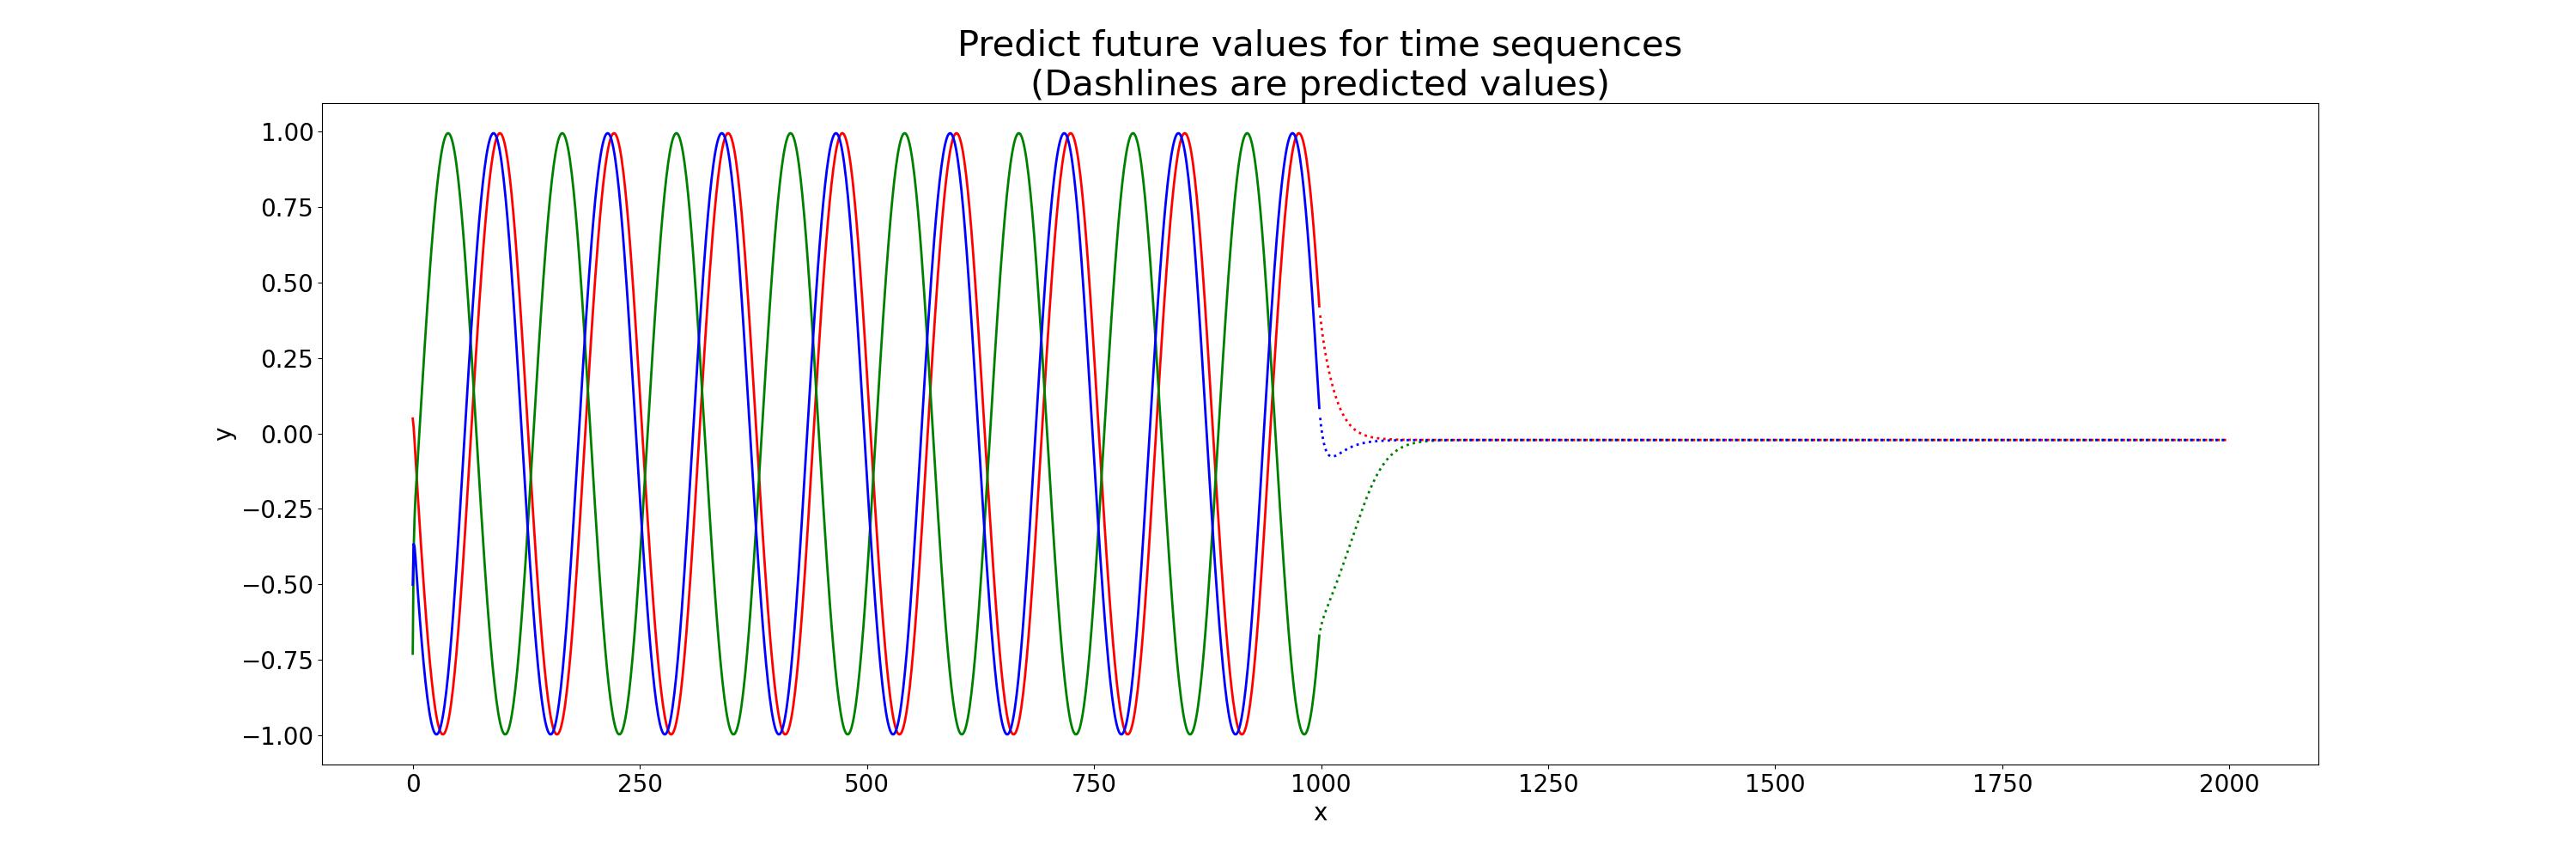 Predict future values for time sequences
(Dashlines are predicted values)
1.00
0.75
0.50
0.25
0.00
−0.25
−0.50
−0.75
−1.00
y
0 250 500 750 1000 1250 1500 1750 2000
x